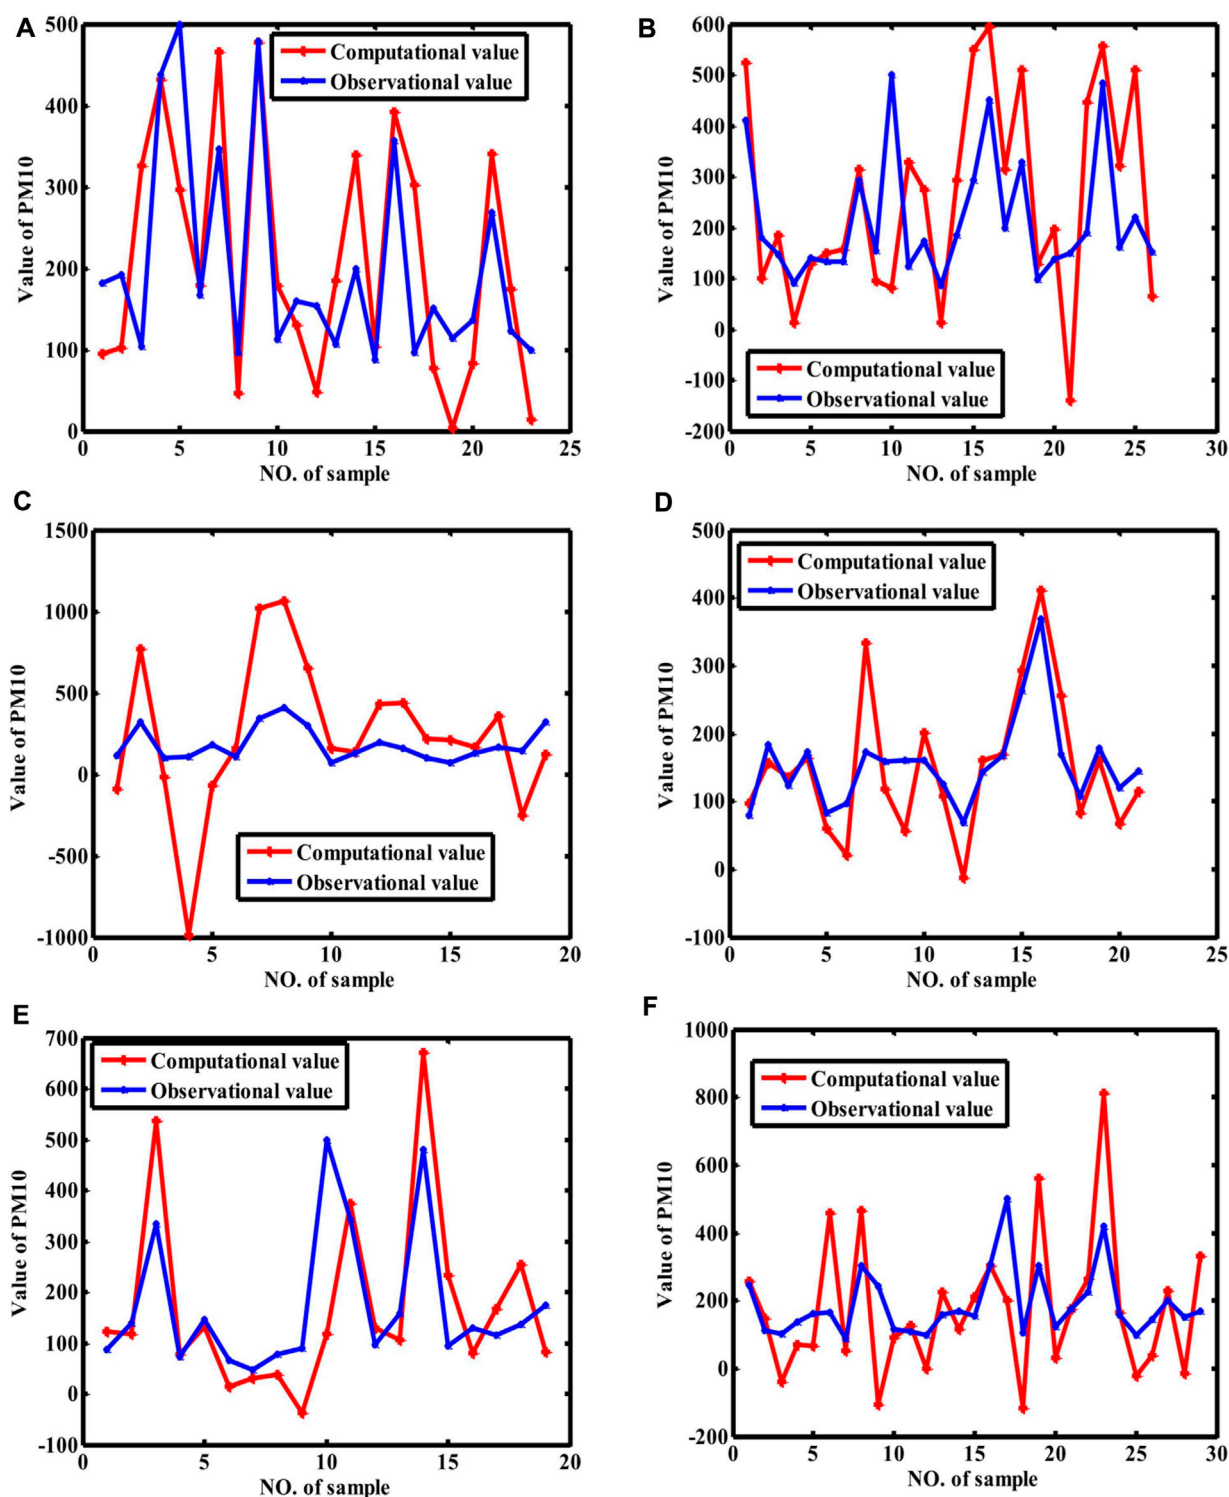 A
500
400
300
200
100
0
Value of PM10
Computational value
Observational value
5
10
15
20
25
NO. of sample
B
600
500
400
300
200
100
0
-100
-200
Value of PM10
Computational value
Observational value
0
5
10
15
20
25
30
NO. of sample
C
1500
1000
500
0
-500
-1000
Value of PM10
Computational value
Observational value
0
5
10
15
20
NO. of sample
D
500
400
300
200
100
0
-100
Value of PM10
Computational value
Observational value
0
5
10
15
20
25
NO. of sample
E
700
600
500
400
300
200
100
0
-100
Value of PM10
Computational value
Observational value
0
5
10
15
20
NO. of sample
F
1000
800
600
400
200
0
-200
Value of PM10
Computational value
Observational value
0
5
10
15
20
25
30
NO. of sample